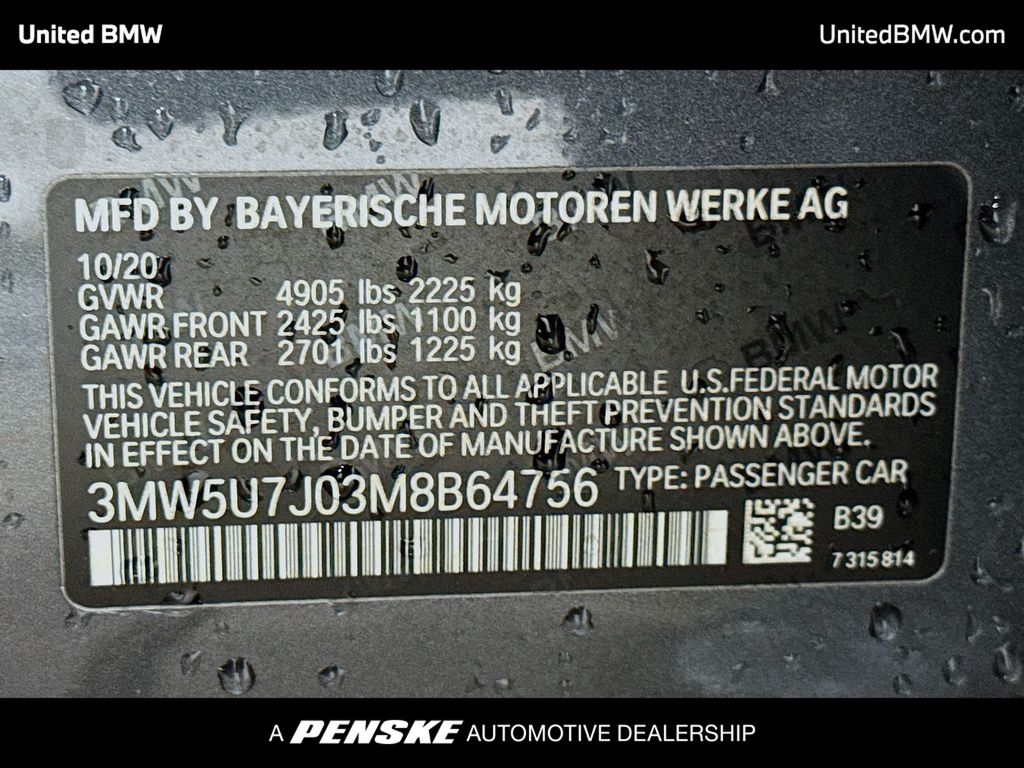 United BMW
UnitedBMW.com
MFD BY BAYERISCHE MOTOREN WERKE AG
10/20
GVWR 4905 lbs 2225 kg
GAWR FRONT 2425 lbs 1100 kg
GAWR REAR 2701 lbs 1225 kg
THIS VEHICLE CONFORMS TO ALL APPLICABLE U.S.FEDERAL MOTOR
VEHICLE SAFETY, BUMPER AND THEFT PREVENTION STANDARDS
IN EFFECT ON THE DATE OF MANUFACTURE SHOWN ABOVE.
3MW5U7J03M8B64756 TYPE: PASSENGER CAR
B39
7315814
A PENSKE AUTOMOTIVE DEALERSHIP